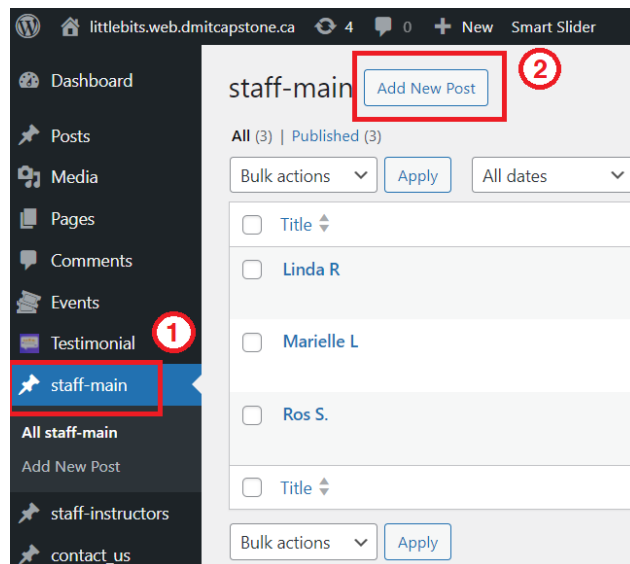 littlebits.web.dmitcapstone.ca 4 0 New Smart Slider
Dashboard
Posts
Media
Pages
Comments
Events
Testimonial
1
staff-main
All staff-main
Add New Post
staff-instructors
contact_us
staff-main Add New Post
2
All (3) | Published (3)
Bulk actions Apply All dates
Title
Linda R
Marielle L
Ros S.
Title
Bulk actions Apply